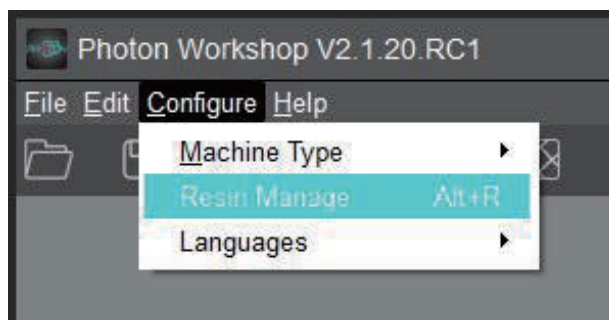 Photon Workshop V2.1.20.RC1
File Edit Configure Help
Machine Type
Resin Manage Alt+R
Languages